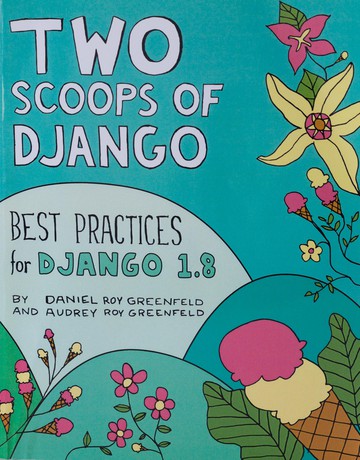 TWO
SCOOPS OF
DJANGO
BEST PRACTICES
for DJANGO 1.8
BY DANIEL ROY GREENFELD
AND AUDREY ROY GREENFELD